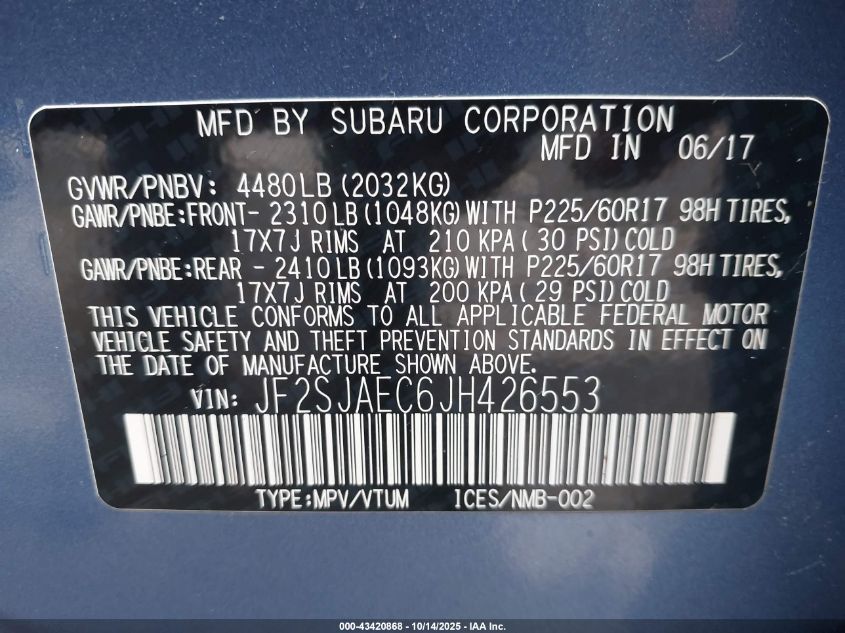 MFD BY SUBARU CORPORATION
MFD IN 06/17
GVWR/PNBV: 4480LB(2032KG)
GAWR/PNBE:FRONT- 2310LB(1048KG)WITH P225/60R17 98H TIRES,
17X7J RIMS AT 210 KPA( 30 PSI)COLD
GAWR/PNBE:REAR - 2410LB(1093KG)WITH P225/60R17 98H TIRES,
17X7J RIMS AT 200 KPA( 29 PSI)COLD
THIS VEHICLE CONFORMS TO ALL APPLICABLE FEDERAL MOTOR
VEHICLE SAFETY AND THEFT PREVENTION STANDARDS IN EFFECT ON
THE DATE OF MANUFACTURE SHOWN ABOVE.
VIN: JF2SJAEC6JH426553
TYPE:MPV/VTUM ICES/NMB-002
000-43420868 - 10/14/2025 - IAA Inc.